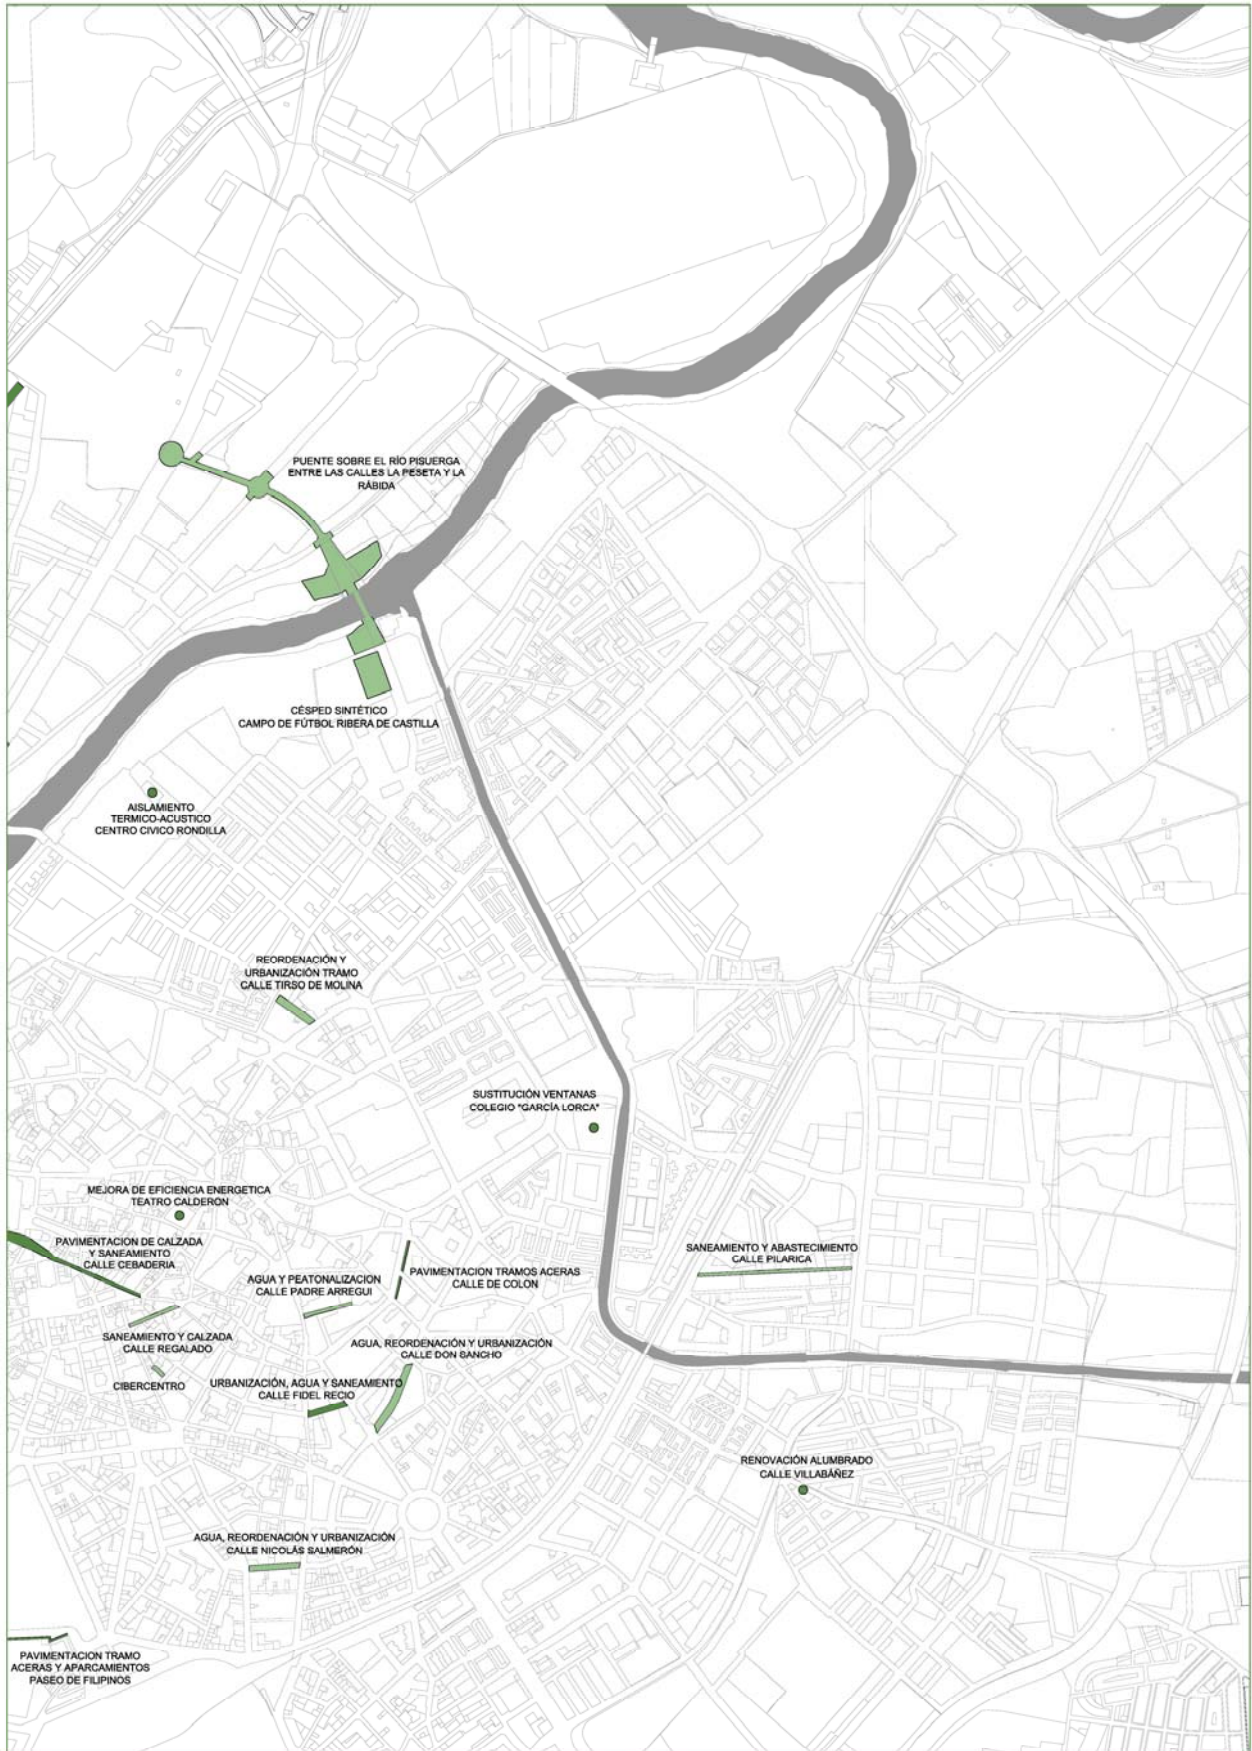 PUENTE SOBRE EL RÍO PISUERGA
ENTRE LAS CALLES LA PESETA Y LA
RÁBIDA
CÉSPED SINTÉTICO
CAMPO DE FÚTBOL RIBERA DE CASTILLA
AISLAMIENTO
TERMICO-ACUSTICO
CENTRO CIVICO RONDILLA
REORDENACIÓN Y
URBANIZACIÓN TRAMO
CALLE TIRSO DE MOLINA
SUSTITUCIÓN VENTANAS
COLEGIO "GARCÍA LORCA"
MEJORA DE EFICIENCIA ENERGETICA
TEATRO CALDERON
PAVIMENTACION DE CALZADA
Y SANEAMIENTO
CALLE CEBADERIA
AGUA Y PEATONALIZACION
CALLE PADRE ARREGUI
PAVIMENTACION TRAMOS ACERAS
CALLE DE COLON
SANEAMIENTO Y ABASTECIMIENTO
CALLE PILARICA
SANEAMIENTO Y CALZADA
CALLE REGALADO
AGUA, REORDENACIÓN Y URBANIZACIÓN
CALLE DON SANCHO
CIBERCENTRO
URBANIZACIÓN, AGUA Y SANEAMIENTO
CALLE FIDEL RECIO
RENOVACIÓN ALUMBRADO
CALLE VILLABÁÑEZ
AGUA, REORDENACIÓN Y URBANIZACIÓN
CALLE NICOLÁS SALMERÓN
PAVIMENTACION TRAMO
ACERAS Y APARCAMIENTOS
PASEO DE FILIPINOS